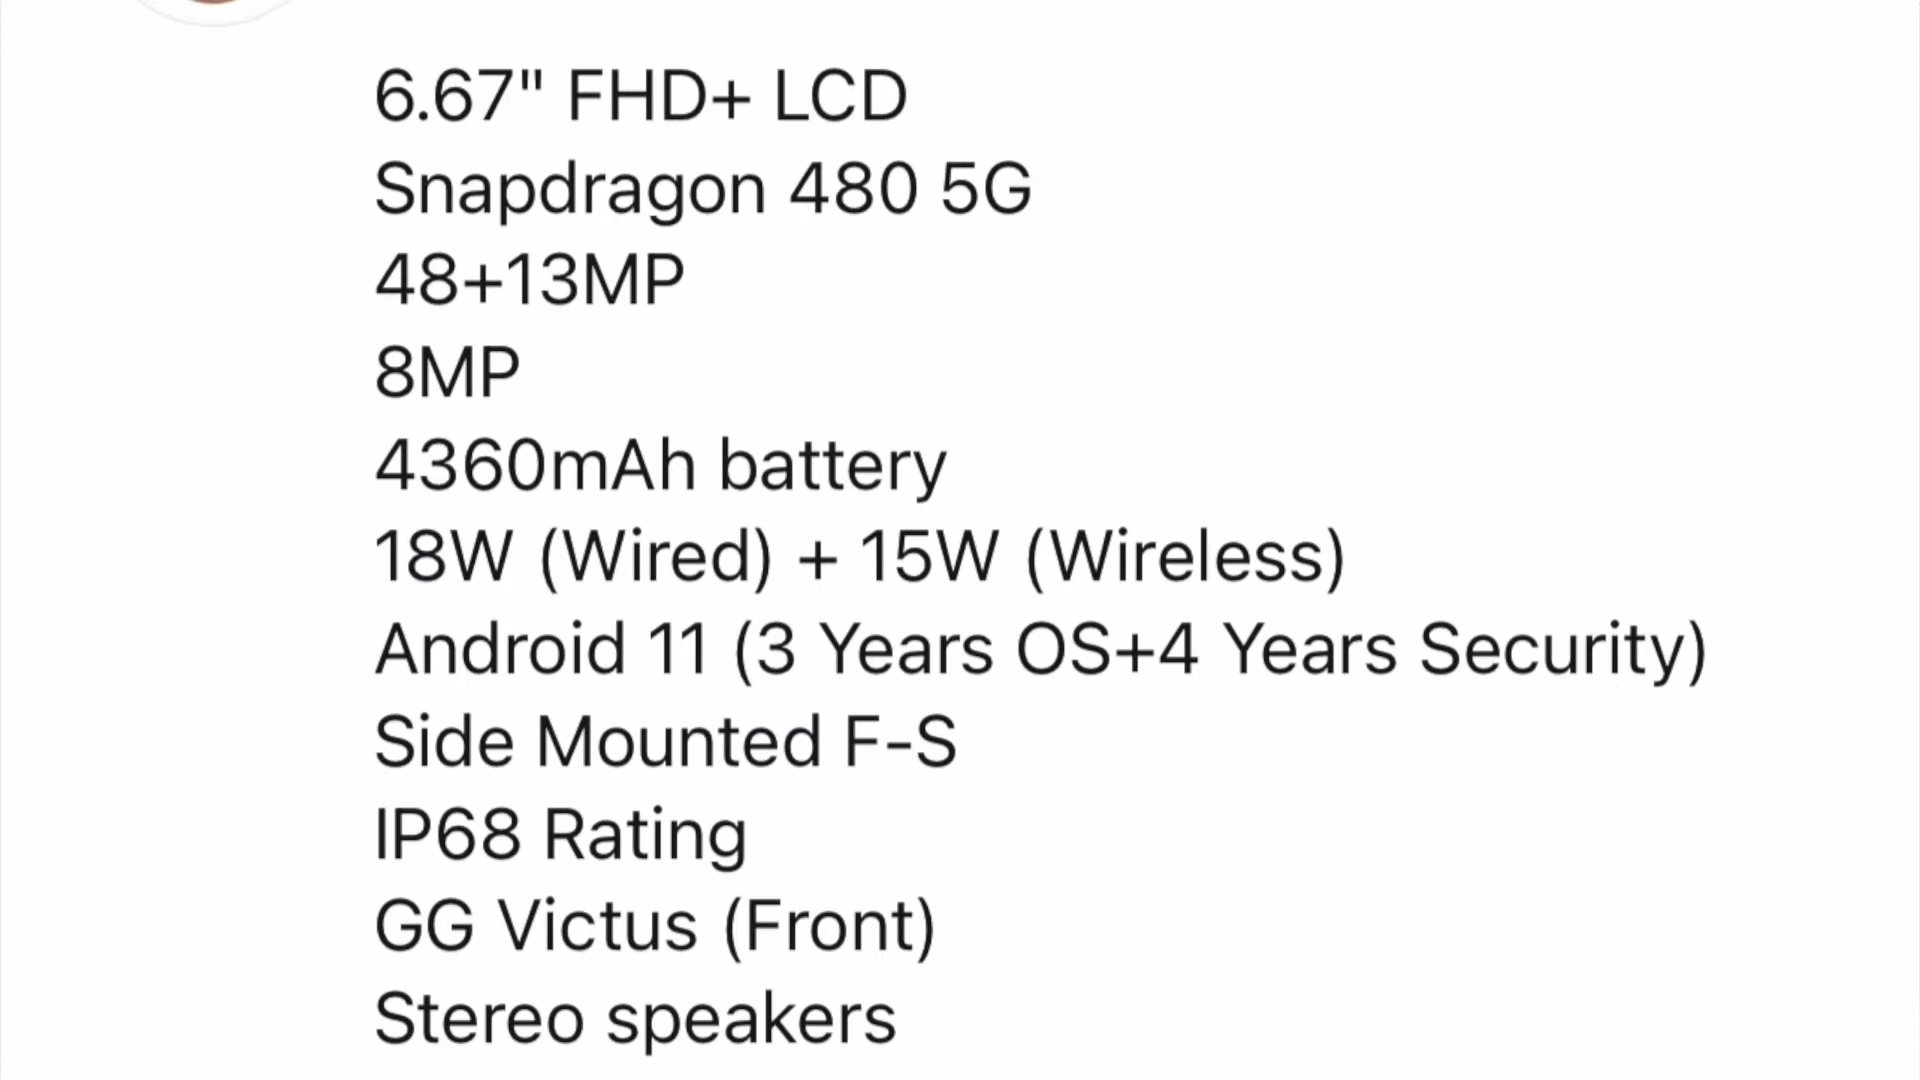 6.67" FHD+ LCD
Snapdragon 480 5G
48+13MP
8MP
4360mAh battery
18W (Wired) + 15W (Wireless)
Android 11 (3 Years OS+4 Years Security)
Side Mounted F-S
IP68 Rating
GG Victus (Front)
Stereo speakers